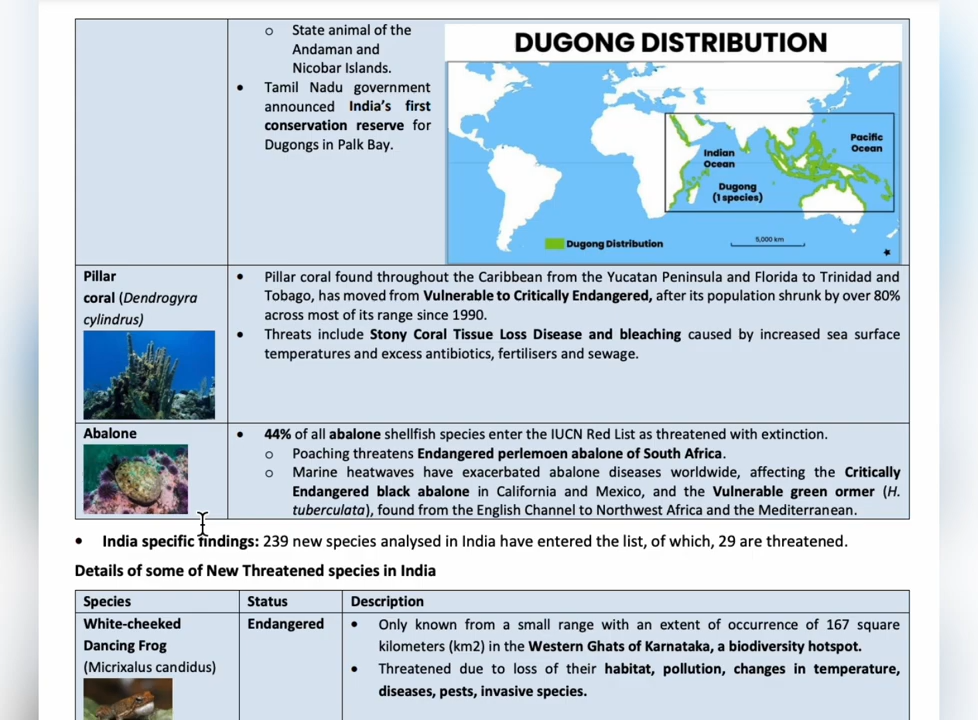 o State animal of the
Andaman and
Nicobar Islands.
• Tamil Nadu government
announced India's first
conservation reserve for
Dugongs in Palk Bay.
DUGONG DISTRIBUTION
Pacific
Ocean
Indian
Ocean
Dugong
(1 species)
Dugong Distribution
5,000 km
Pillar
coral (Dendrogyra
cylindrus)
• Pillar coral found throughout the Caribbean from the Yucatan Peninsula and Florida to Trinidad and
Tobago, has moved from Vulnerable to Critically Endangered, after its population shrunk by over 80%
across most of its range since 1990.
• Threats include Stony Coral Tissue Loss Disease and bleaching caused by increased sea surface
temperatures and excess antibiotics, fertilisers and sewage.
Abalone
• 44% of all abalone shellfish species enter the IUCN Red List as threatened with extinction.
o Poaching threatens Endangered perlemoen abalone of South Africa.
o Marine heatwaves have exacerbated abalone diseases worldwide, affecting the Critically
Endangered black abalone in California and Mexico, and the Vulnerable green ormer (H.
tuberculata), found from the English Channel to Northwest Africa and the Mediterranean.
• India specific findings: 239 new species analysed in India have entered the list, of which, 29 are threatened.
Details of some of New Threatened species in India
Species Status Description
White-cheeked
Dancing Frog
(Micrixalus candidus)
Endangered
• Only known from a small range with an extent of occurrence of 167 square
kilometers (km2) in the Western Ghats of Karnataka, a biodiversity hotspot.
• Threatened due to loss of their habitat, pollution, changes in temperature,
diseases, pests, invasive species.